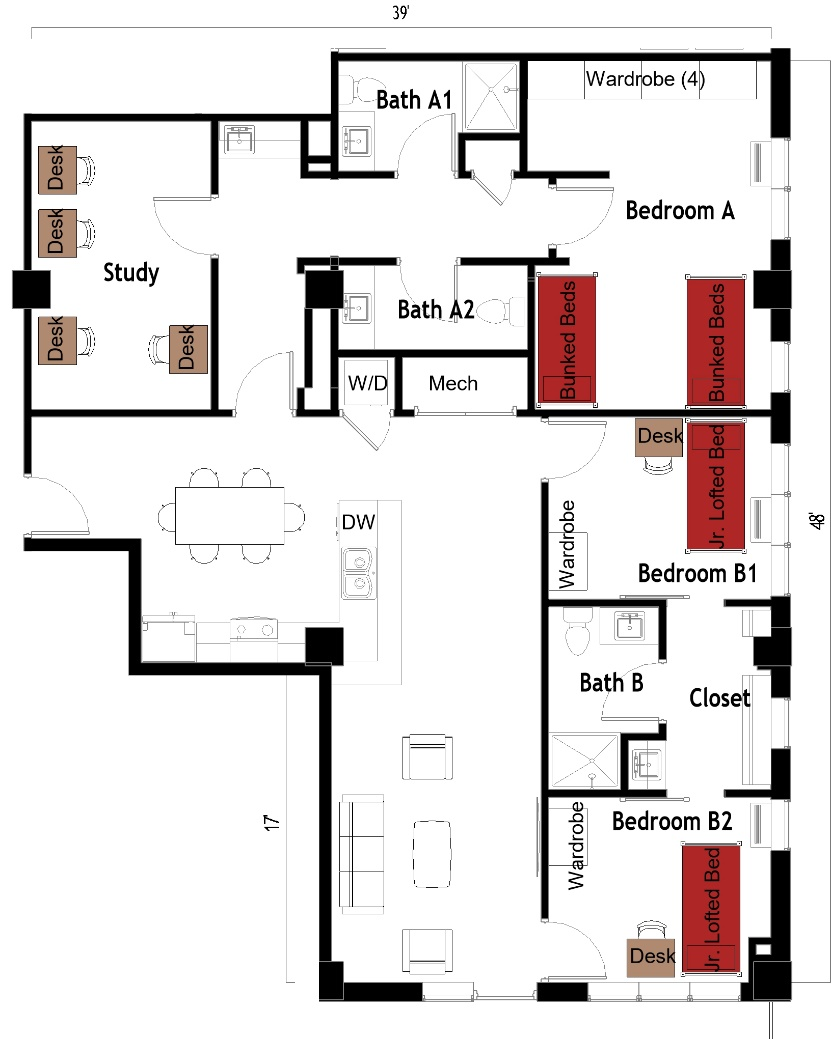 39'
Wardrobe (4)
Bath A1
Desk
Bedroom A
Desk
Study
Bath A2
Bunked Beds
Bunked Beds
Desk
Desk
W/D
Mech
Desk
Jr. Lofted Bed
48'
DW
Wardrobe
Bedroom B1
Bath B
Closet
17'
Wardrobe
Bedroom B2
Jr. Lofted Bed
Desk